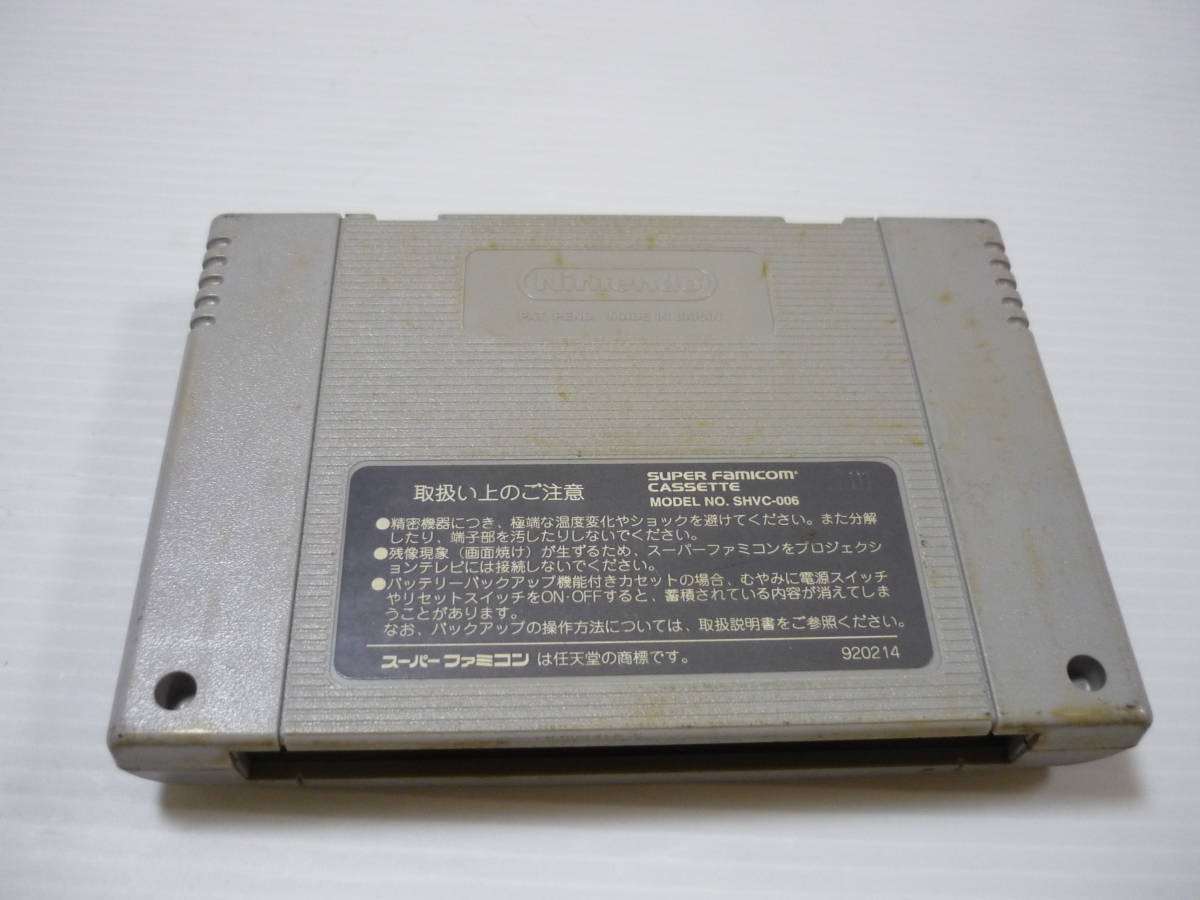 Nintendo
PAT. PEND. MADE IN JAPAN
取扱い上のご注意
SUPER FAMICOM
CASSETTE
MODEL NO. SHVC-006
●精密機器につき、極端な温度変化やショックを避けてください。また分解
したり、端子部を汚したりしないでください。
●残像現象（画面焼け）が生ずるため、スーパーファミコンをプロジェクシ
ョンテレビには接続しないでください。
●バッテリーバックアップ機能付きカセットの場合、むやみに電源スイッチ
やリセットスイッチをON·OFFすると、蓄積されている内容が消えてしま
うことがあります。
なお、バックアップの操作方法については、取扱説明書をご参照ください。
スーパーファミコン は任天堂の商標です。
920214